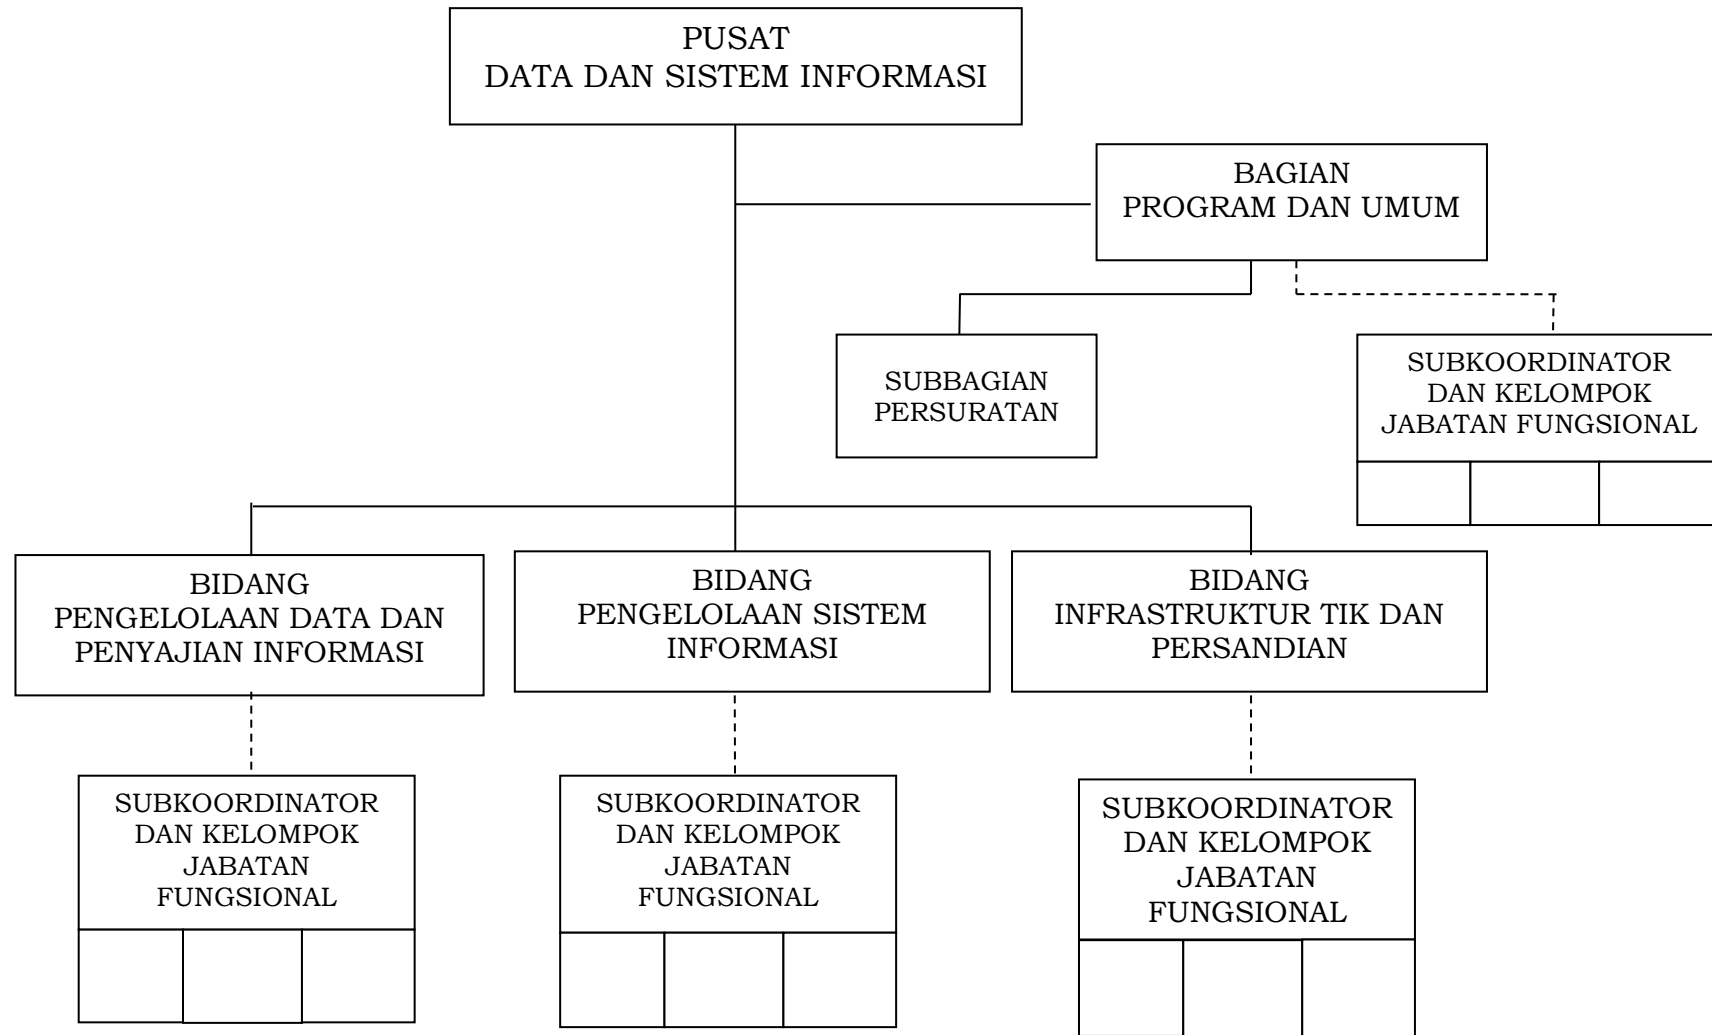 PUSAT
DATA DAN SISTEM INFORMASI
BAGIAN
PROGRAM DAN UMUM
SUBBAGIAN
PERSURATAN
SUBKOORDINATOR
DAN KELOMPOK
JABATAN FUNGSIONAL
BIDANG
PENGELOLAAN DATA DAN
PENYAJIAN INFORMASI
BIDANG
PENGELOLAAN SISTEM
INFORMASI
BIDANG
INFRASTRUKTUR TIK DAN
PERSANDIAN
SUBKOORDINATOR
DAN KELOMPOK
JABATAN
FUNGSIONAL
SUBKOORDINATOR
DAN KELOMPOK
JABATAN
FUNGSIONAL
SUBKOORDINATOR
DAN KELOMPOK
JABATAN
FUNGSIONAL